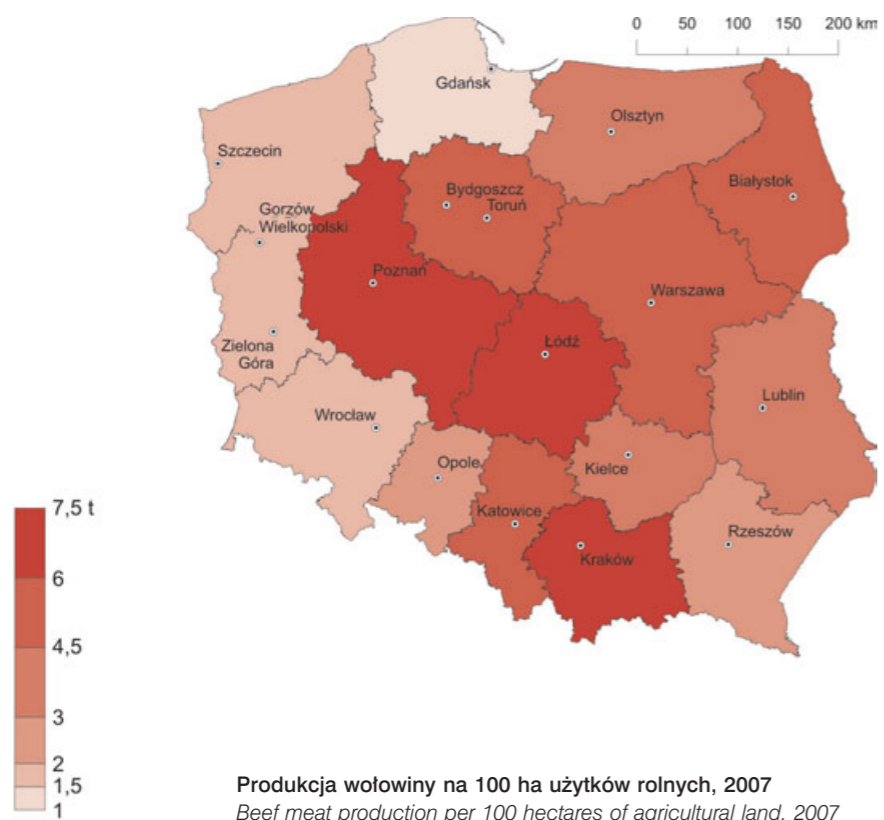 0 50 100 150 200 km
Gdańsk
Olsztyn
Szczecin
Białystok
Bydgoszcz
Toruń
Gorzów
Wielkopolski
Poznań
Warszawa
Łódź
Zielona
Góra
Lublin
Wrocław
Opole
Kielce
Katowice
Rzeszów
Kraków
7,5 t
6
4,5
3
2
1,5
1
Produkcja wołowiny na 100 ha użytków rolnych, 2007
Beef meat production per 100 hectares of agricultural land, 2007